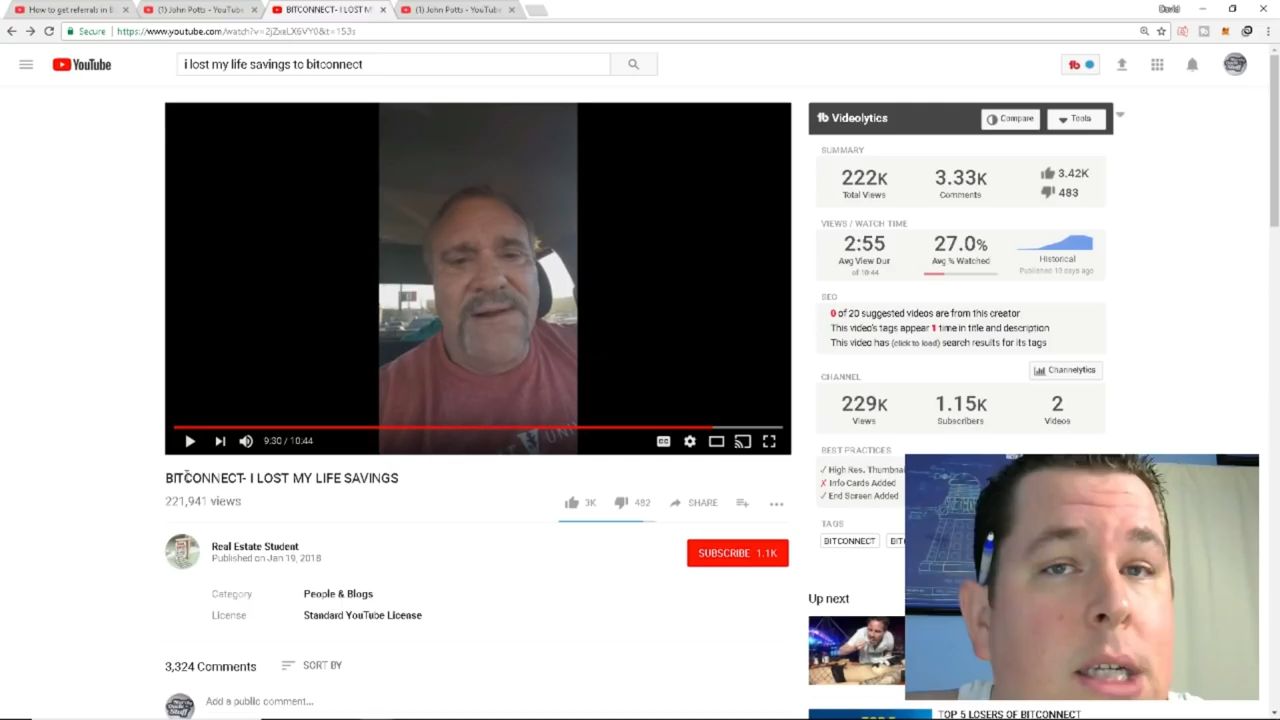 How to get referrals in B
(1) John Potts - YouTube
BITCONNECT- I LOST M
(1) John Potts - YouTube
David
Secure https://www.youtube.com/watch?v=2jZxeLX6VY0&t=153s
YouTube
i lost my life savings to bitconnect
tb
tb Videolytics
Compare
Tools
SUMMARY
222K
3.33K
3.42K
Total Views
Comments
483
VIEWS / WATCH TIME
2:55
27.0%
Avg View Dur
Avg % Watched
Historical
of 10:44
Published 10 days ago
SEO
0 of 20 suggested videos are from this creator
This video's tags appear 1 time in title and description
This video has (click to load) search results for its tags
Channelytics
CHANNEL
229K
1.15K
2
Views
Subscribers
Videos
BEST PRACTICES
✓ High Res. Thumbnai
✗ Info Cards Added
✓ End Screen Added
TAGS
BITCONNECT
BIT
9:30 / 10:44
CC
BITCONNECT- I LOST MY LIFE SAVINGS
221,941 views
3K
482
SHARE
Real Estate Student
Published on Jan 19, 2018
SUBSCRIBE 1.1K
Category
People & Blogs
License
Standard YouTube License
3,324 Comments
SORT BY
Add a public comment...
Up next
TOP 5 LOSERS OF BITCONNECT